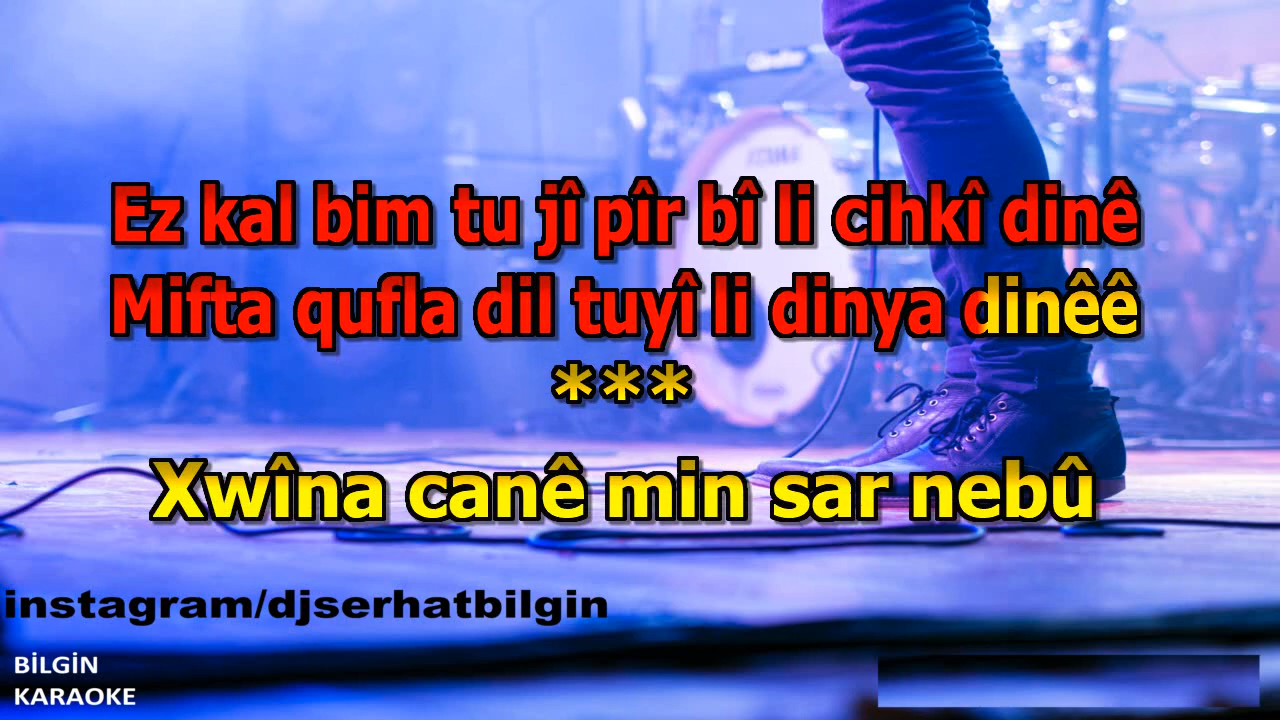 Ez kal bim tu jî pîr bî li cihkî dinê
Mifta qufla dil tuyî li dinya dinêê
***
Xwîna canê min sar nebû
instagram/djserhatbilgin
BİLGİN
KARAOKE